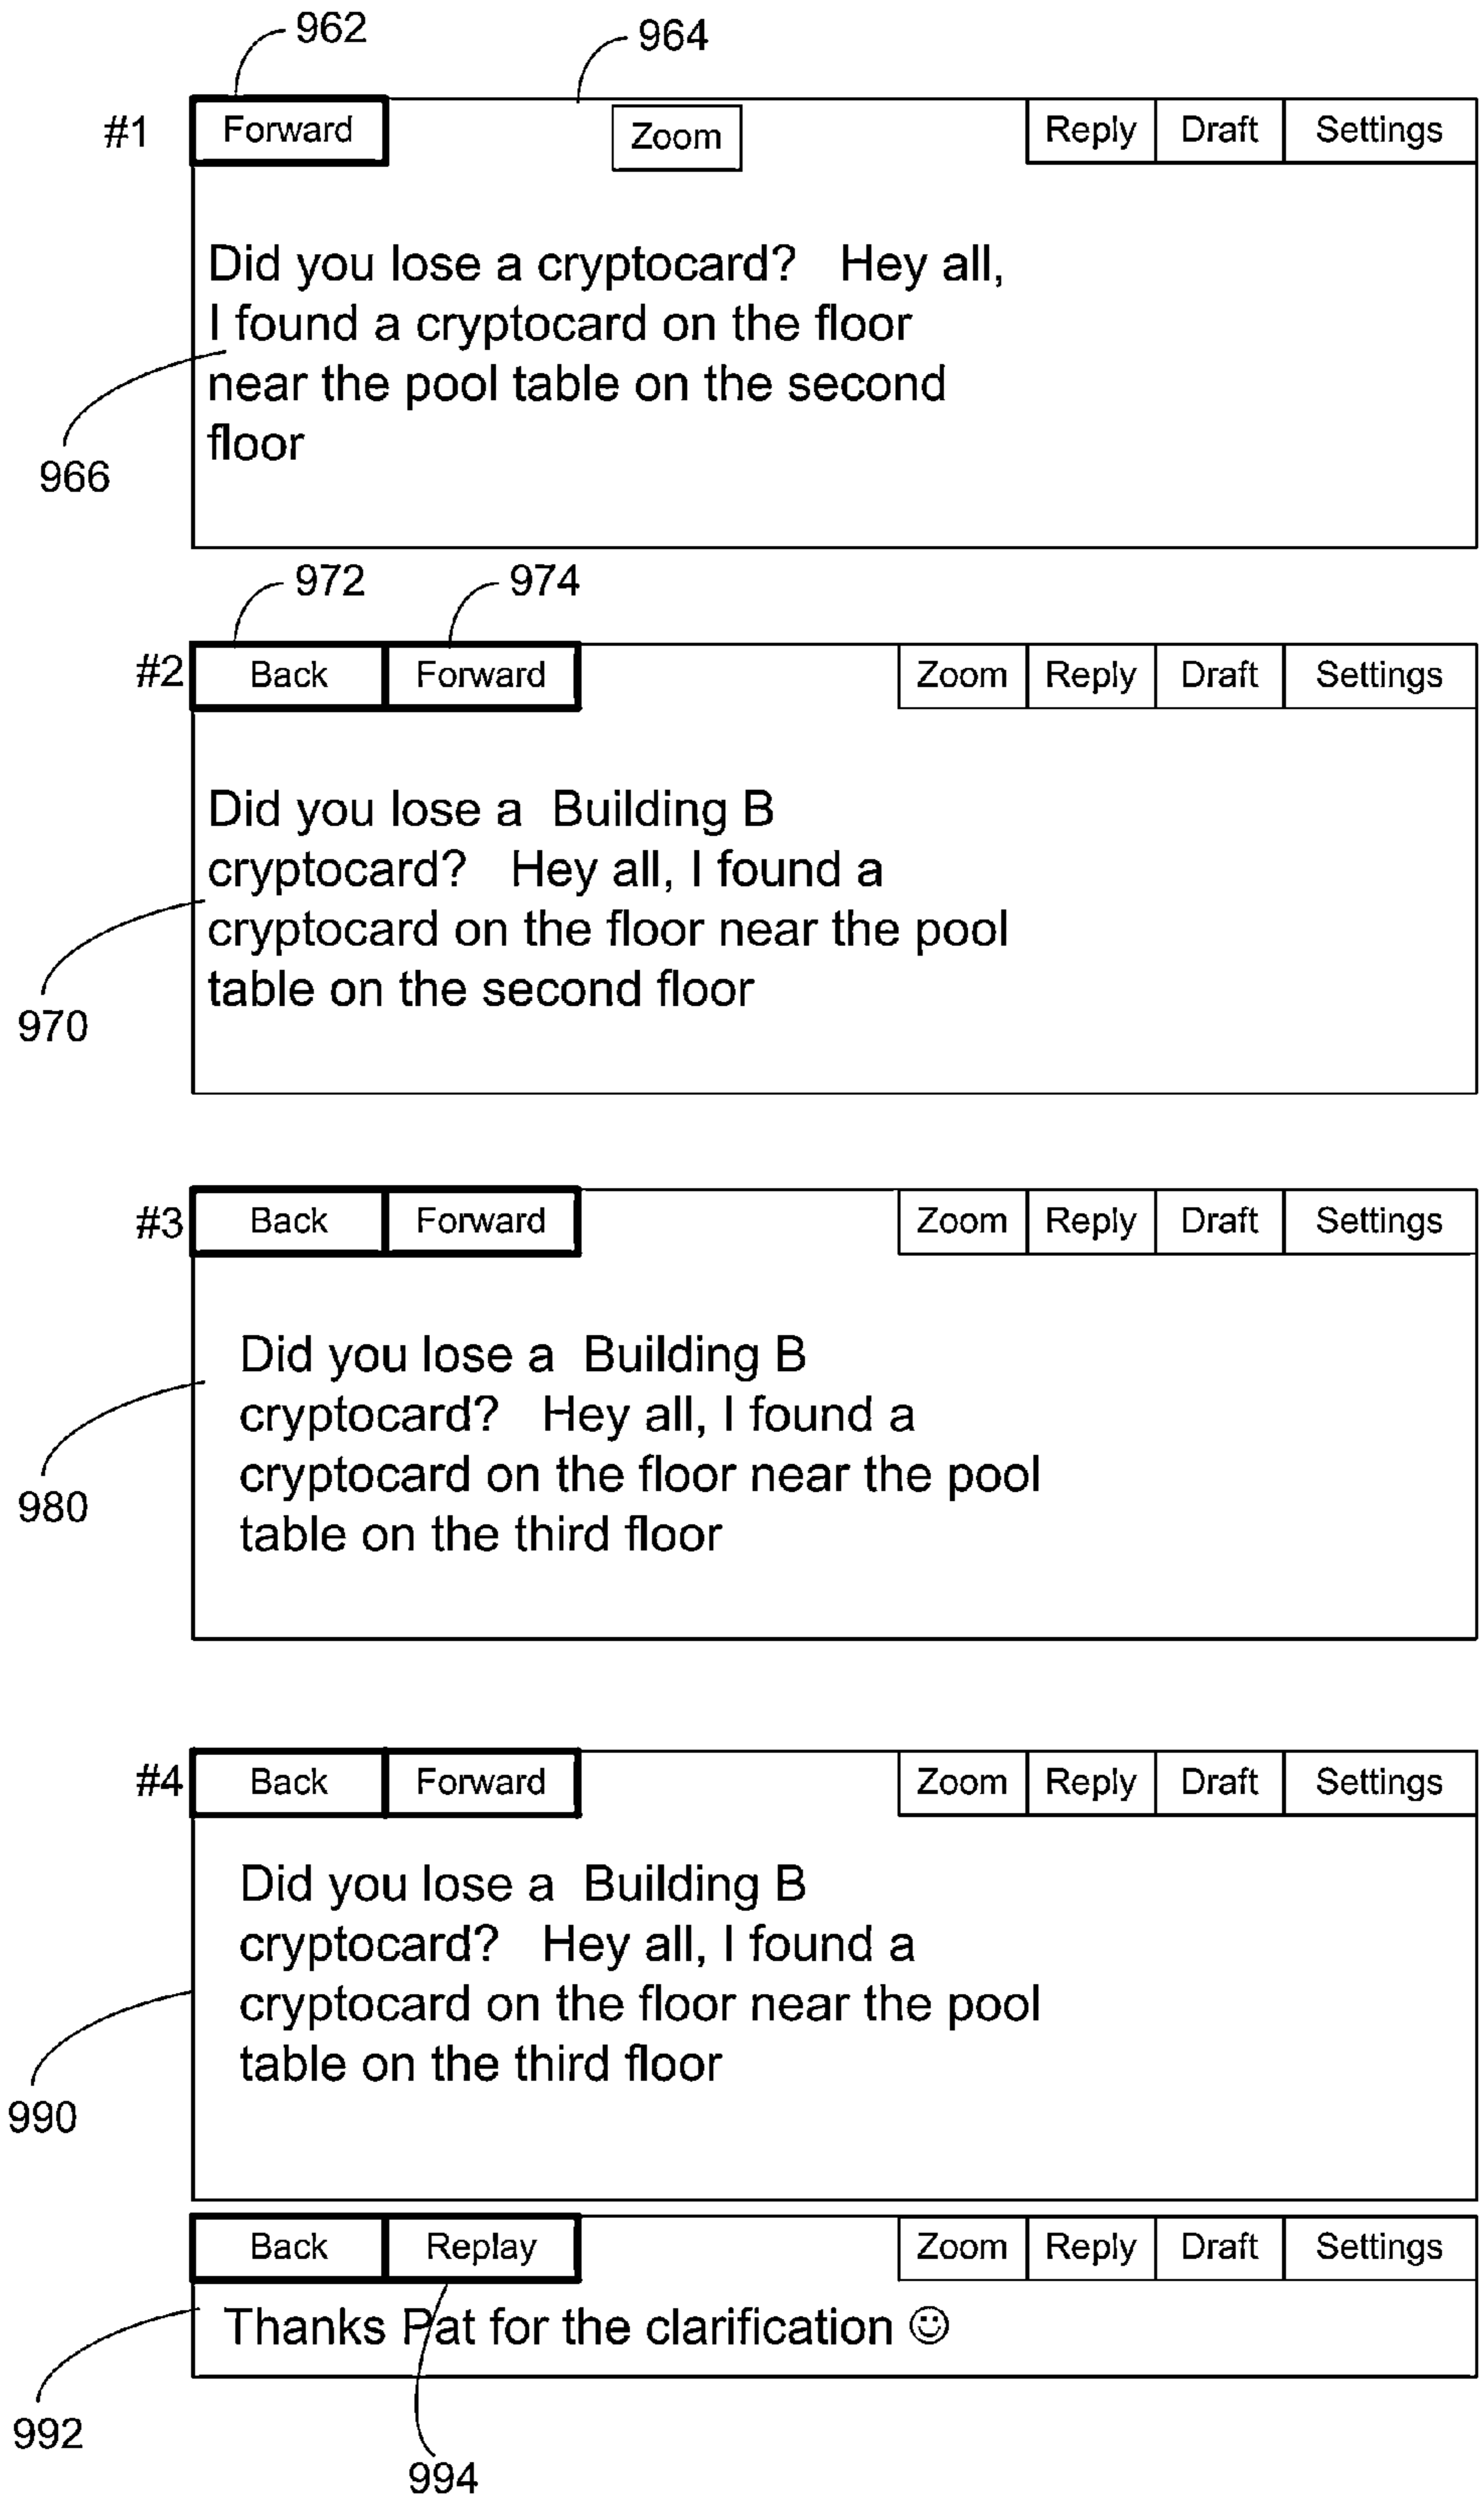 962
964
#1 Forward Zoom Reply Draft Settings
Did you lose a cryptocard? Hey all,
I found a cryptocard on the floor
near the pool table on the second
floor
966
972 974
#2 Back Forward Zoom Reply Draft Settings
Did you lose a Building B
cryptocard? Hey all, I found a
cryptocard on the floor near the pool
table on the second floor
970
#3 Back Forward Zoom Reply Draft Settings
Did you lose a Building B
cryptocard? Hey all, I found a
cryptocard on the floor near the pool
table on the third floor
980
#4 Back Forward Zoom Reply Draft Settings
Did you lose a Building B
cryptocard? Hey all, I found a
cryptocard on the floor near the pool
table on the third floor
990
Back Replay Zoom Reply Draft Settings
Thanks Pat for the clarification ☺
992
994